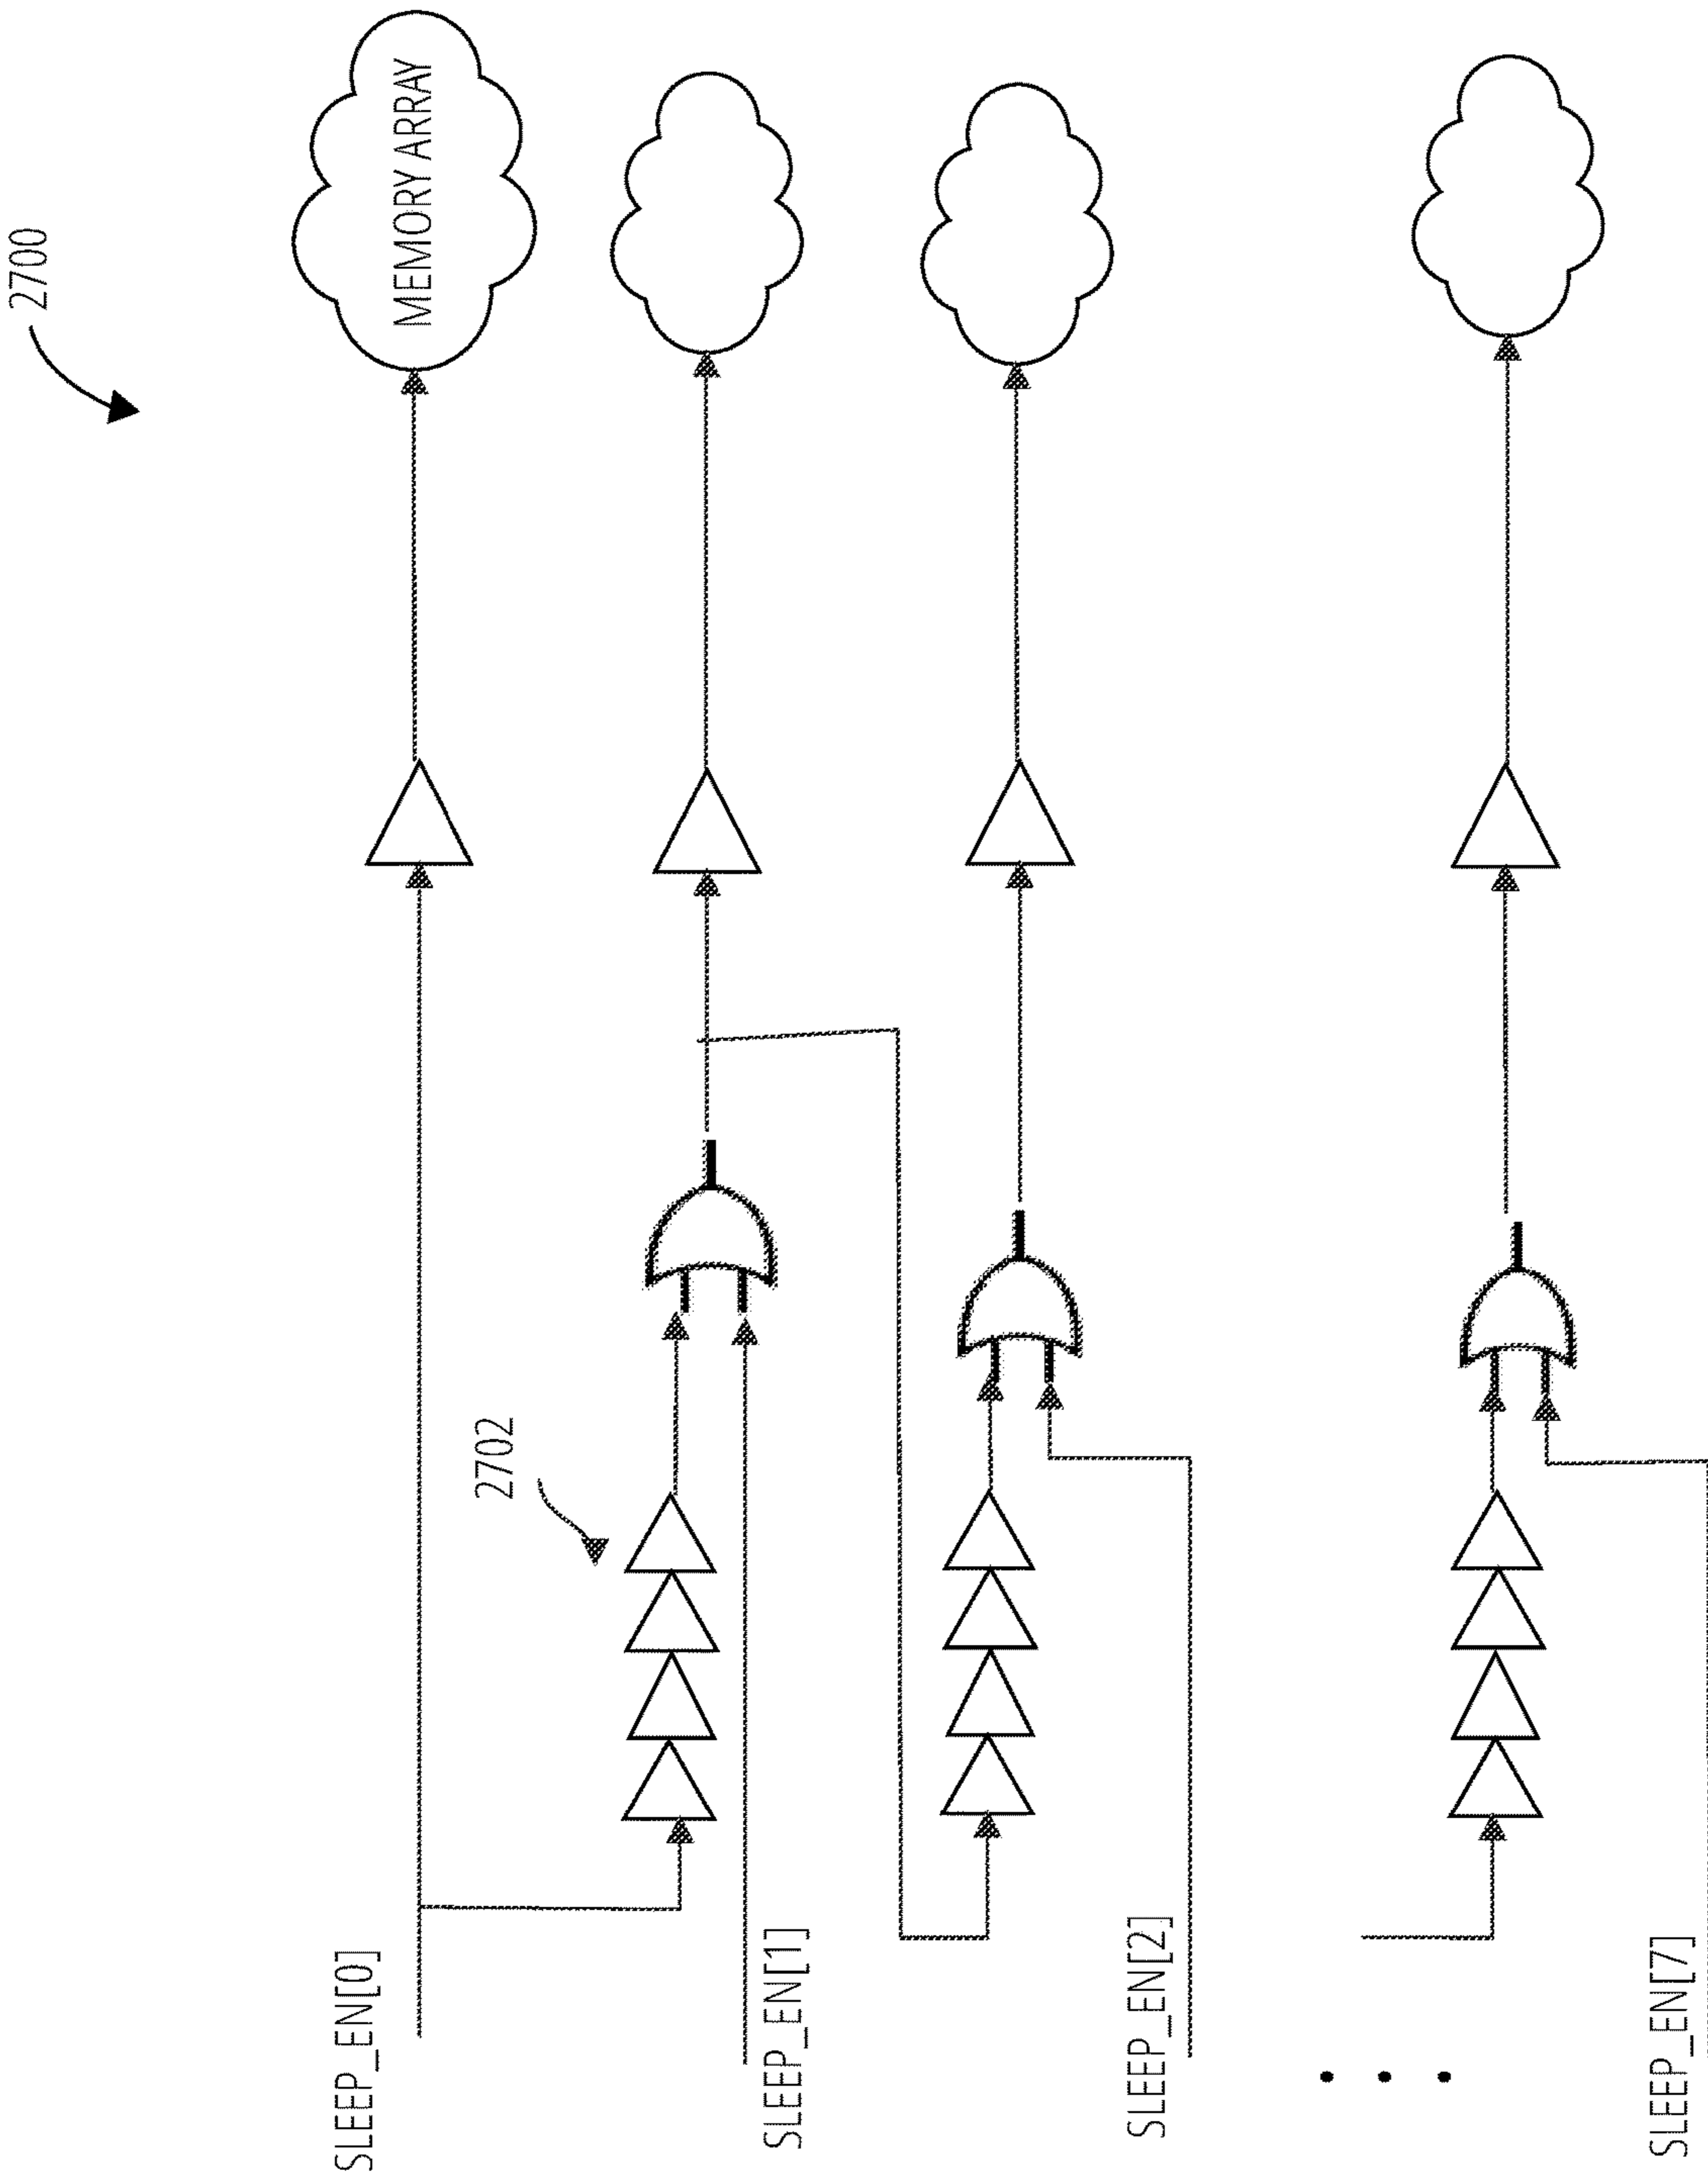 2700
MEMORY ARRAY
SLEEP_EN[0]
2702
SLEEP_EN[1]
SLEEP_EN[2]
SLEEP_EN[7]